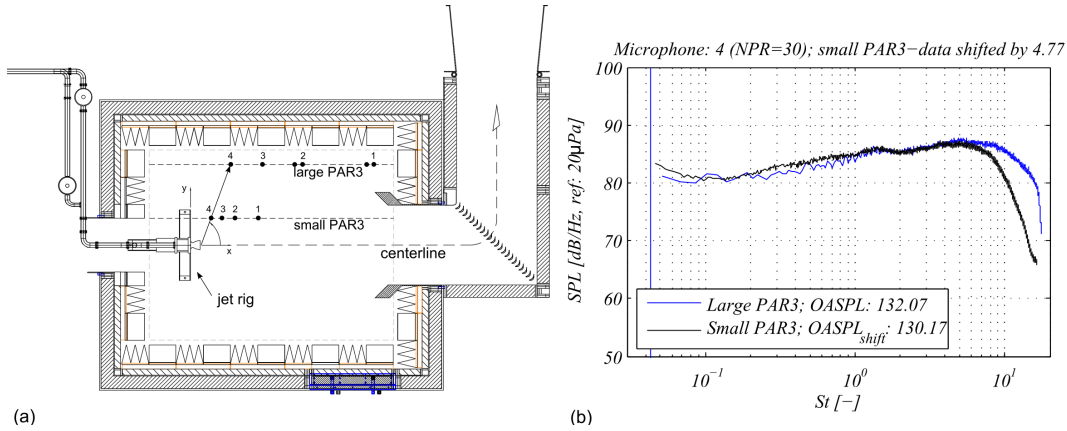 4
3
2
1
large PAR3
y
4
3
2
1
small PAR3
x
centerline
jet rig
(a)
Microphone: 4 (NPR=30); small PAR3−data shifted by 4.77
SPL [dB/Hz, ref: 20μPa]
100
90
80
70
60
50
Large PAR3; OASPL: 132.07
Small PAR3; OASPL_shift: 130.17
10^-1
10^0
10^1
St [−]
(b)